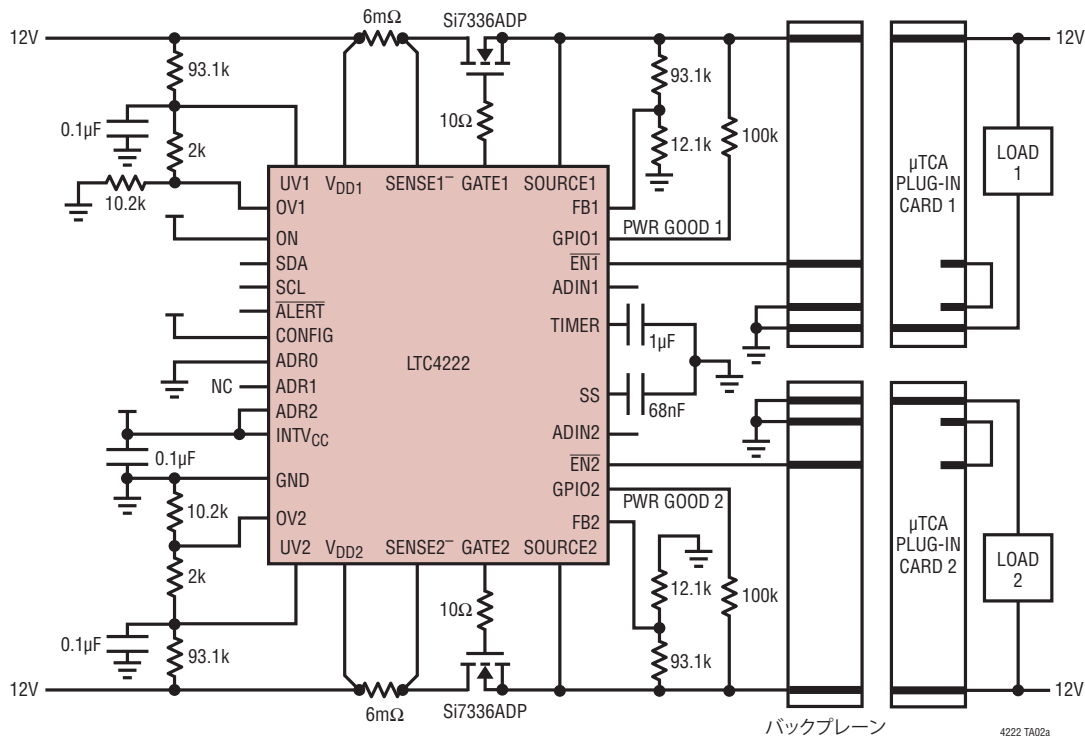 6mΩ
Si7336ADP
12V
12V
93.1k
93.1k
0.1µF
10Ω
12.1k
100k
2k
10.2k
UV1
VDD1
SENSE1–
GATE1
SOURCE1
OV1
FB1
ON
GPIO1
PWR GOOD 1
SDA
EN1
SCL
ADIN1
ALERT
TIMER
1µF
CONFIG
ADR0
LTC4222
NC
ADR1
SS
68nF
ADR2
INTVCC
ADIN2
0.1µF
EN2
GND
GPIO2
PWR GOOD 2
10.2k
OV2
FB2
UV2
VDD2
SENSE2–
GATE2
SOURCE2
2k
12.1k
100k
10Ω
0.1µF
93.1k
93.1k
12V
6mΩ
Si7336ADP
12V
µTCA
PLUG-IN
CARD 1
LOAD
1
µTCA
PLUG-IN
CARD 2
LOAD
2
バックプレーン
4222 TA02a